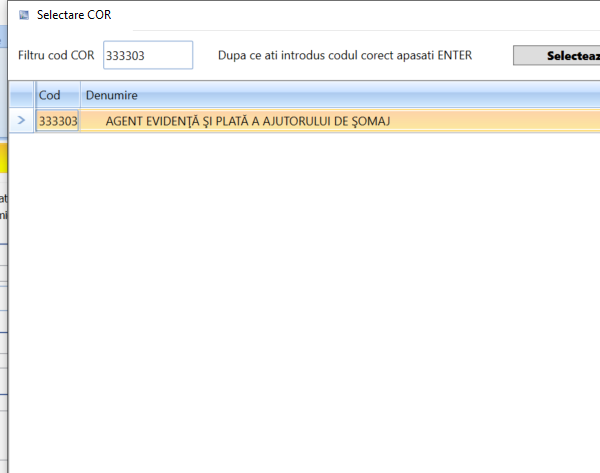 Selectare COR
Filtru cod COR 333303 Dupa ce ati introdus codul corect apasati ENTER Selecteaz
Cod Denumire
333303 AGENT EVIDENŢĂ ŞI PLATĂ A AJUTORULUI DE ŞOMAJ
at